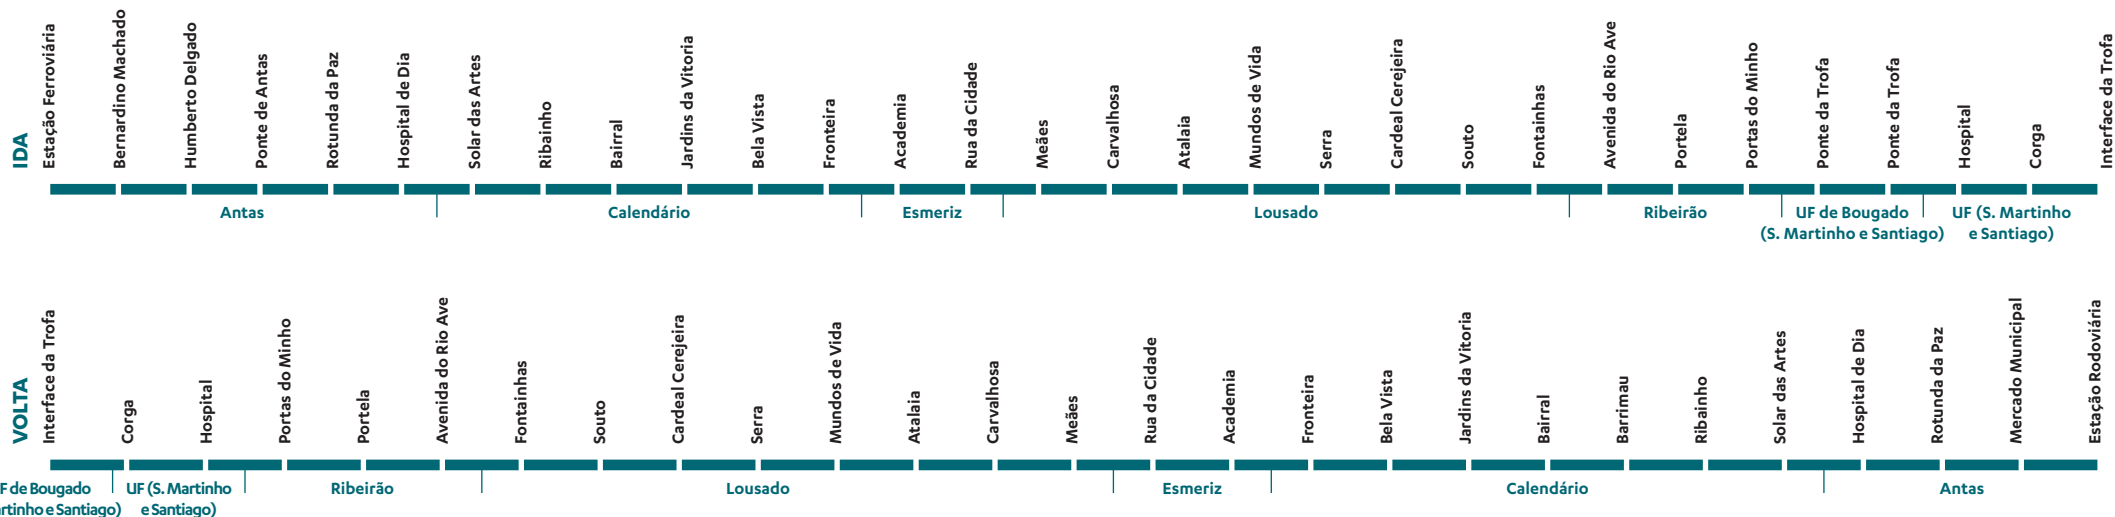 IDA
Estação Ferroviária
Bernardino Machado
Humberto Delgado
Ponte de Antas
Rotunda da Paz
Hospital de Dia
Solar das Artes
Ribainho
Bairral
Jardins da Vitoria
Bela Vista
Fronteira
Academia
Rua da Cidade
Meães
Carvalhosa
Atalaia
Mundos de Vida
Serra
Cardeal Cerejeira
Souto
Fontainhas
Avenida do Rio Ave
Portela
Portas do Minho
Ponte da Trofa
Ponte da Trofa
Hospital
Corga
Interface da Trofa
Antas
Calendário
Esmeriz
Lousado
Ribeirão
UF de Bougado
(S. Martinho e Santiago)
UF (S. Martinho
e Santiago)
VOLTA
Interface da Trofa
Corga
Hospital
Portas do Minho
Portela
Avenida do Rio Ave
Fontainhas
Souto
Cardeal Cerejeira
Serra
Mundos de Vida
Atalaia
Carvalhosa
Meães
Rua da Cidade
Academia
Fronteira
Bela Vista
Jardins da Vitoria
Bairral
Barrimau
Ribainho
Solar das Artes
Hospital de Dia
Rotunda da Paz
Mercado Municipal
Estação Rodoviária
F de Bougado
rtinho e Santiago)
UF (S. Martinho
e Santiago)
Ribeirão
Lousado
Esmeriz
Calendário
Antas